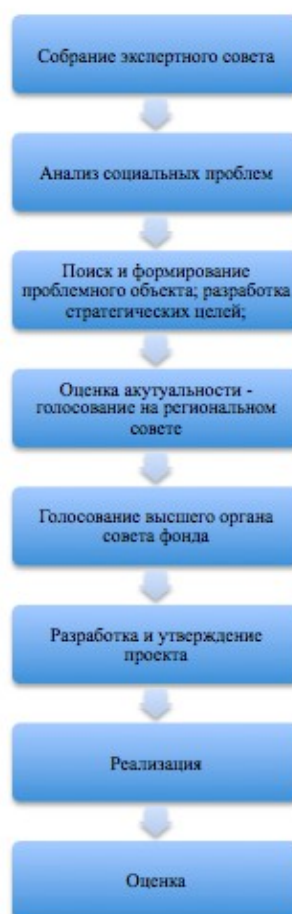 Собрание экспертного совета
Анализ социальных проблем
Поиск и формирование
проблемного объекта; разработка
стратегических целей;
Оценка акутуальности -
голосование на региональном
совете
Голосование высшего органа
совета фонда
Разработка и утверждение
проекта
Реализация
Оценка